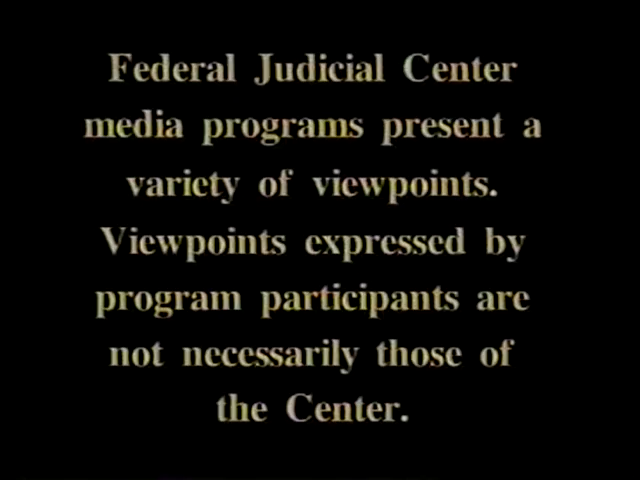 Federal Judicial Center
media programs present a
variety of viewpoints.
Viewpoints expressed by
program participants are
not necessarily those of
the Center.